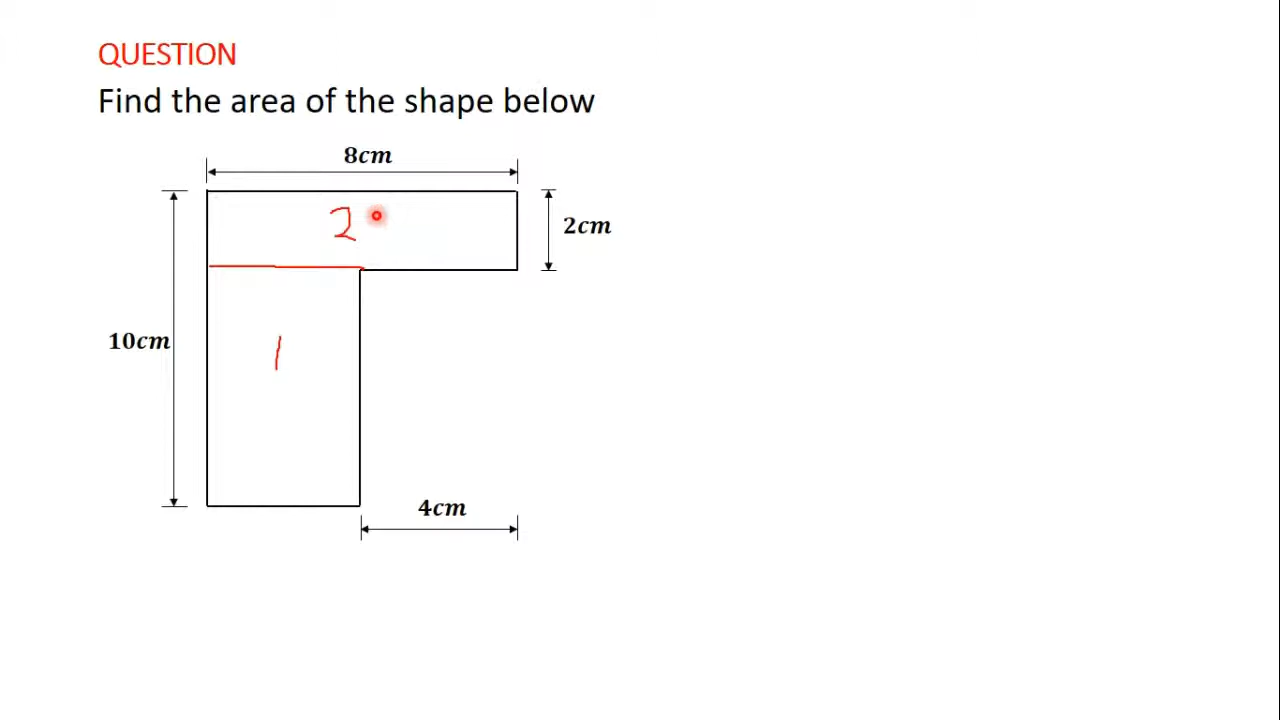 QUESTION
Find the area of the shape below
8cm
2
2cm
10cm
1
4cm